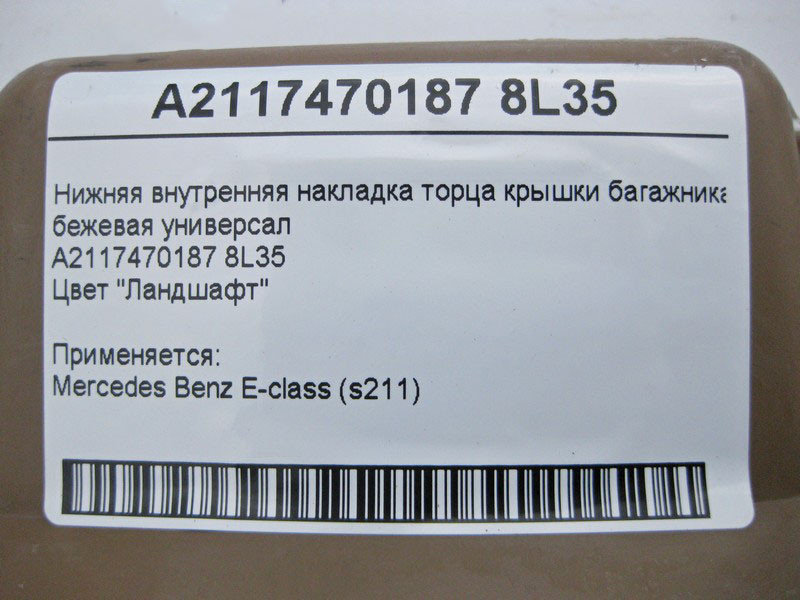 A2117470187 8L35
Нижняя внутренняя накладка торца крышки багажника
бежевая универсал
A2117470187 8L35
Цвет "Ландшафт"
Применяется:
Mercedes Benz E-class (s211)